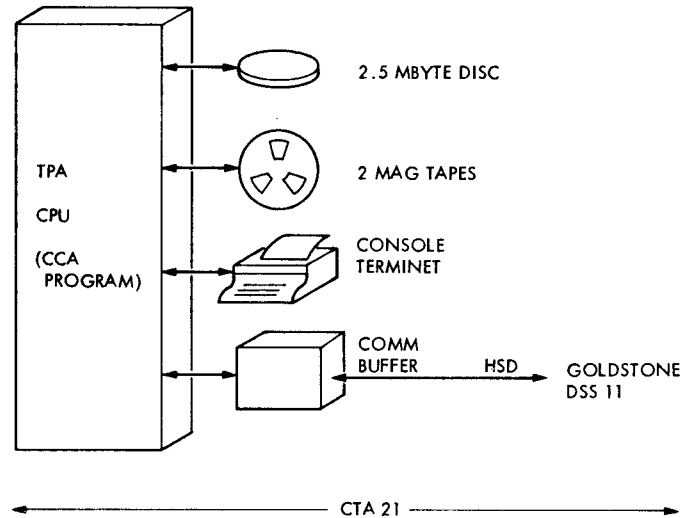 2.5 MBYTE DISC
TPA
CPU
(CCA
PROGRAM)
2 MAG TAPES
CONSOLE
TERMINET
COMM
BUFFER
HSD
GOLDSTONE
DSS 11
CTA 21